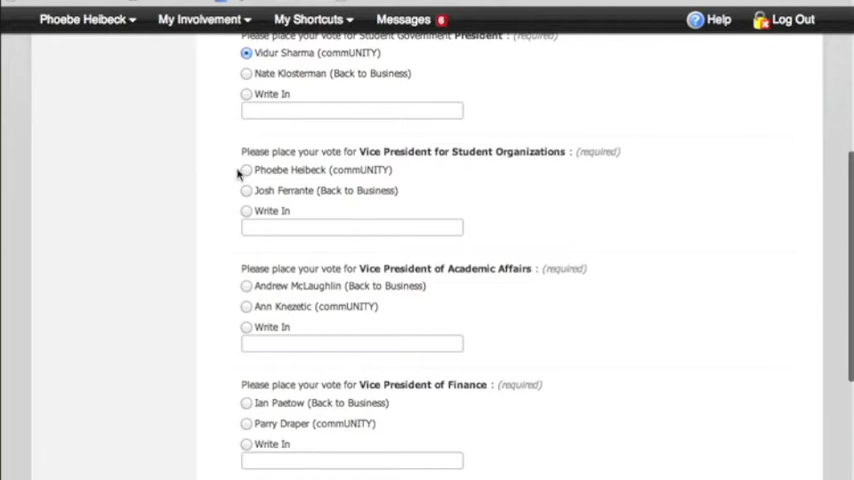 Phoebe Heibeck My Involvement My Shortcuts Messages 6 Help Log Out
Please place your vote for Student Government President : (required)
Vidur Sharma (commUNITY)
Nate Klosterman (Back to Business)
Write In
Please place your vote for Vice President for Student Organizations : (required)
Phoebe Heibeck (commUNITY)
Josh Ferrante (Back to Business)
Write In
Please place your vote for Vice President of Academic Affairs : (required)
Andrew McLaughlin (Back to Business)
Ann Knezetic (commUNITY)
Write In
Please place your vote for Vice President of Finance : (required)
Ian Paetow (Back to Business)
Parry Draper (commUNITY)
Write In